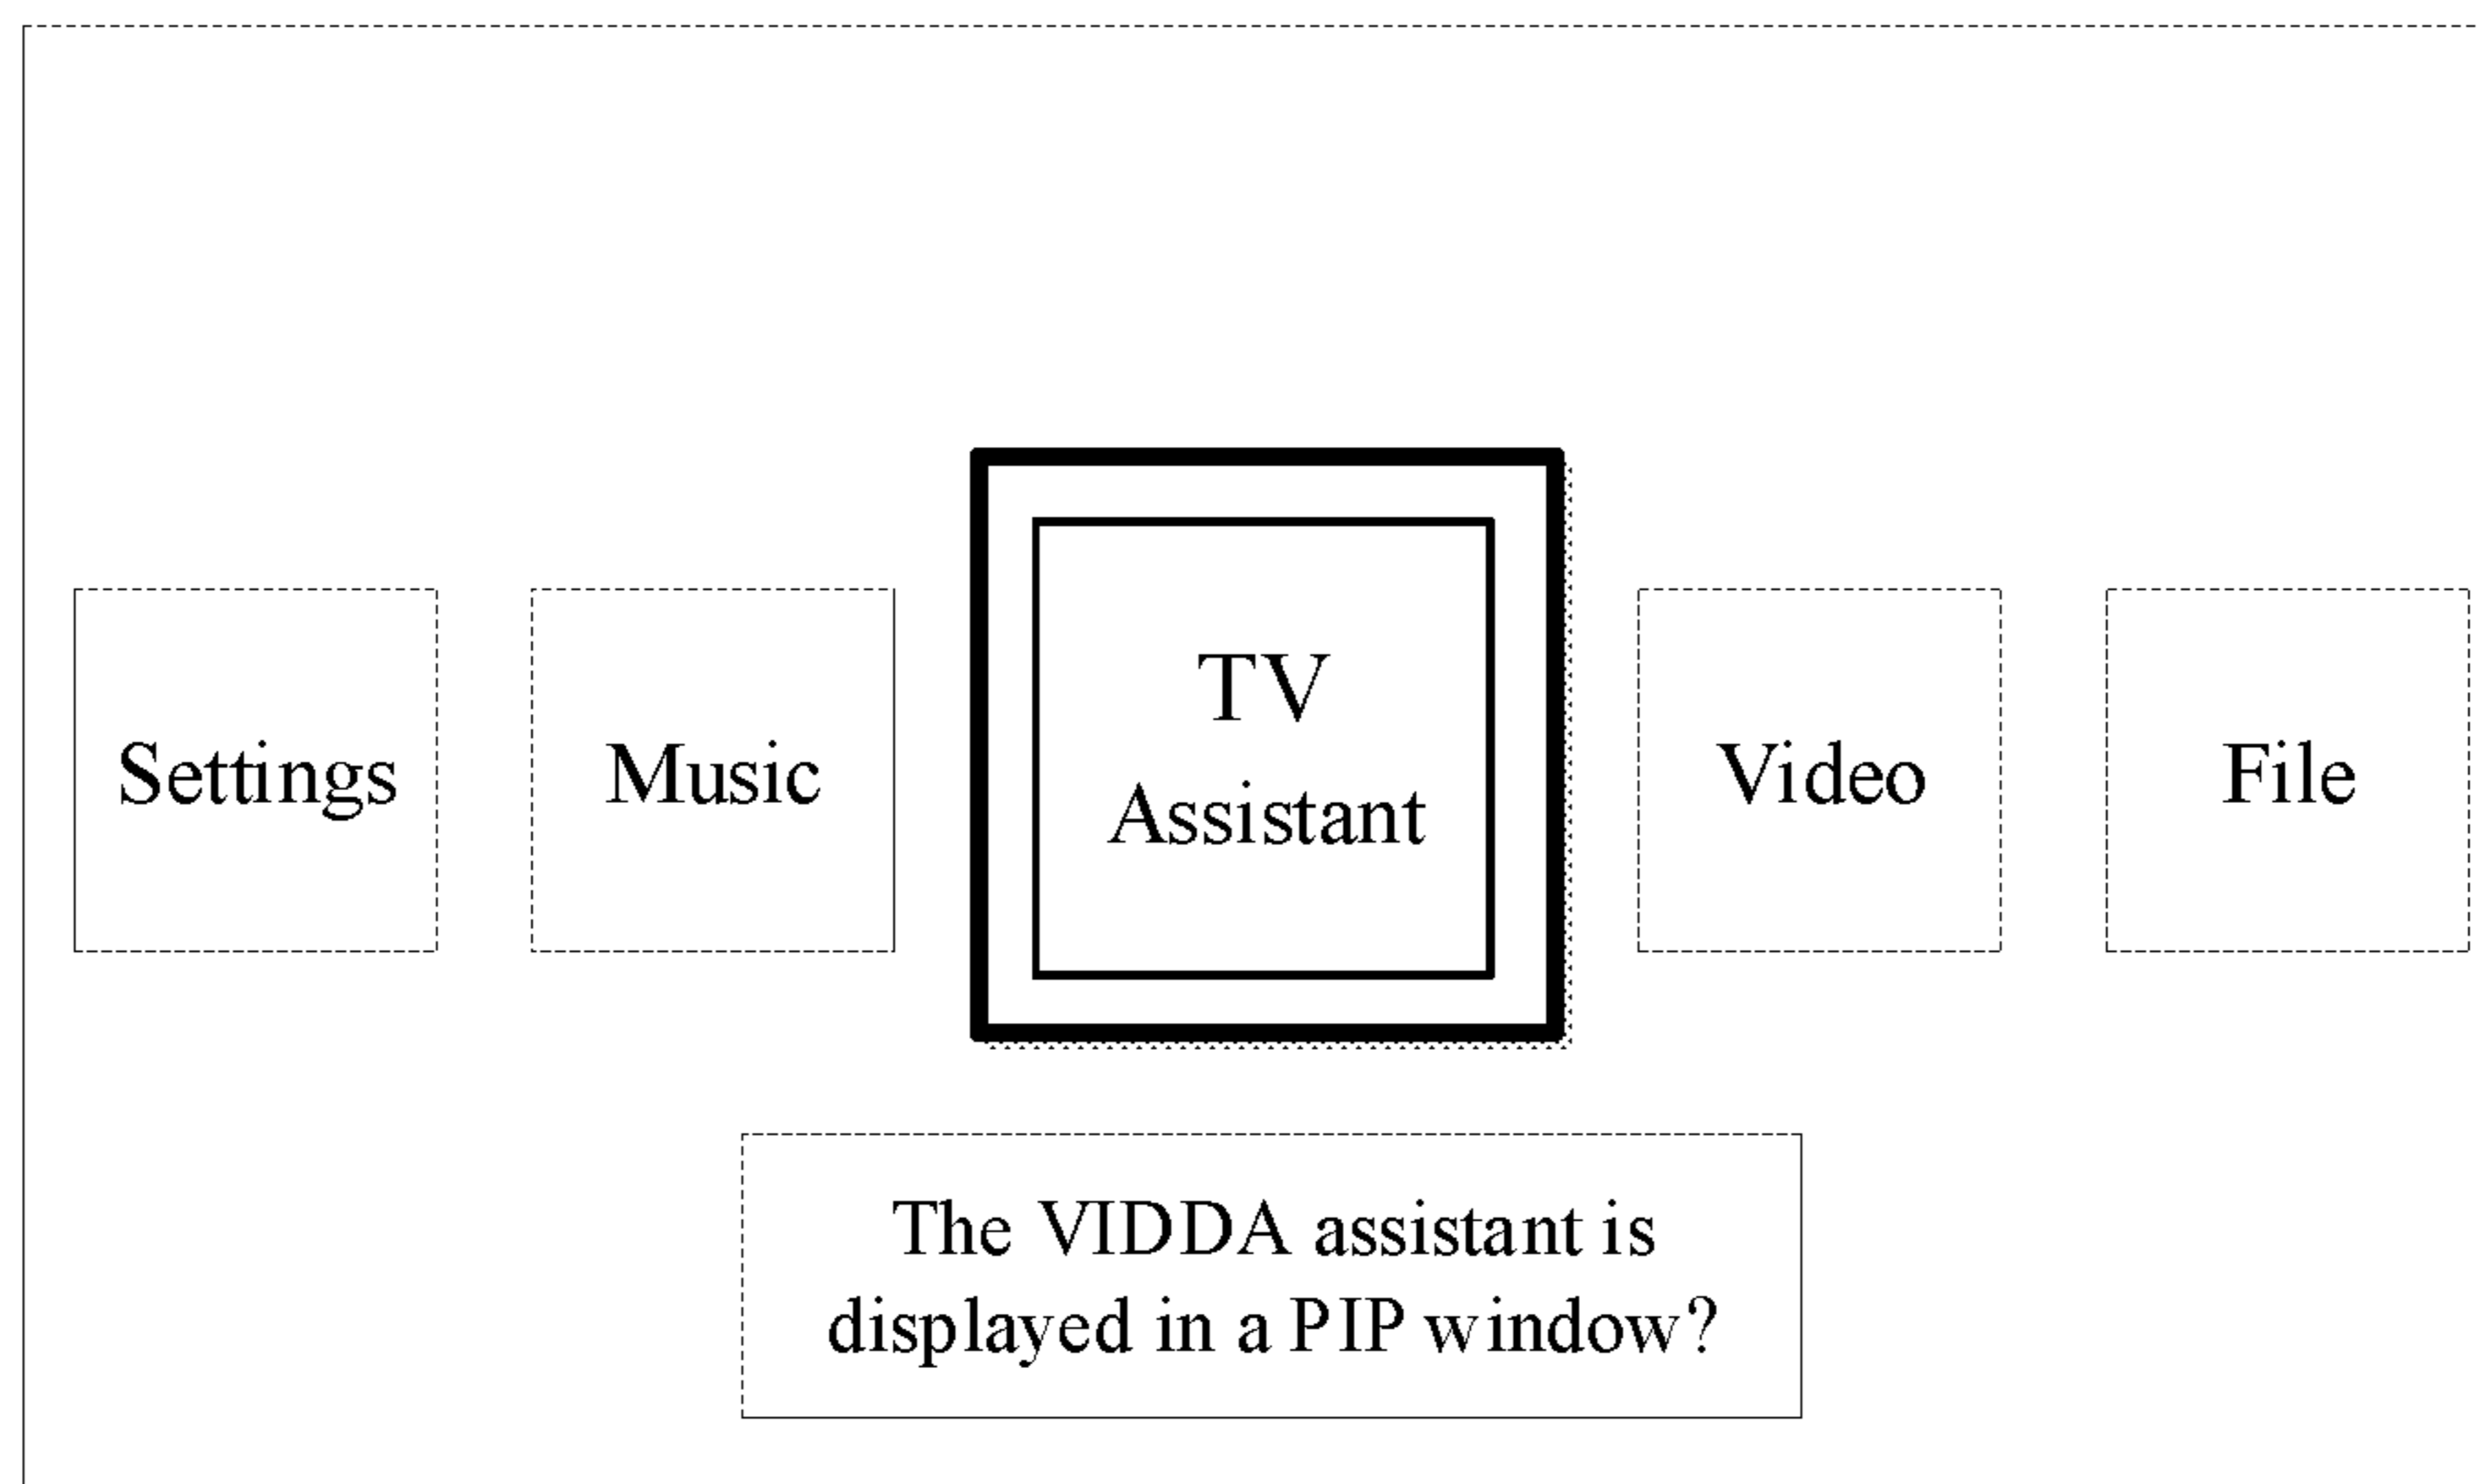 Settings
Music
TV
Assistant
Video
File
The VIDDA assistant is
displayed in a PIP window?